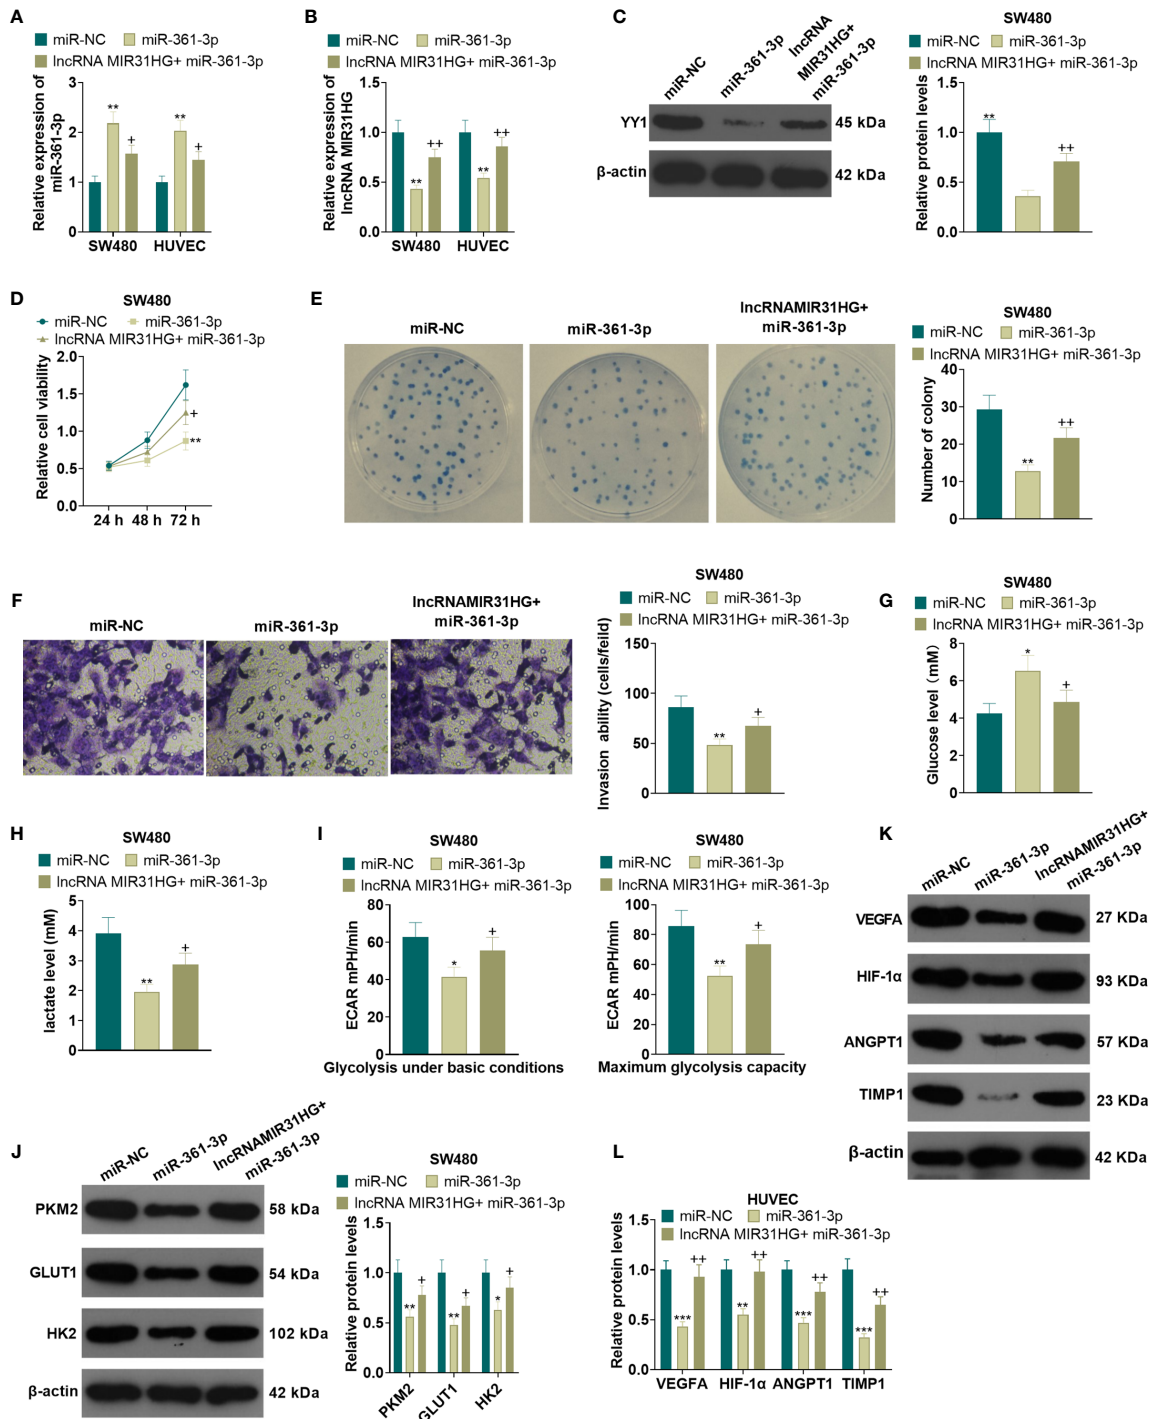 A
miR-NC miR-361-3p
lncRNA MIR31HG+ miR-361-3p
Relative expression of
miR-361-3p
3
2
1
0
** + ** +
SW480 HUVEC
B
miR-NC miR-361-3p
lncRNA MIR31HG+ miR-361-3p
Relative expression of
lncRNA MIR31HG
1.5
1.0
0.5
0.0
** ++ ** ++
SW480 HUVEC
C
miR-NC
miR-361-3p
lncRNA
MIR31HG+
miR-361-3p
YY1 45 kDa
β-actin 42 kDa
SW480
miR-NC miR-361-3p
lncRNA MIR31HG+ miR-361-3p
Relative protein levels
1.5
1.0
0.5
0.0
** ++
D
SW480
miR-NC miR-361-3p
lncRNA MIR31HG+ miR-361-3p
Relative cell viability
2.0
1.5
1.0
0.5
0.0
+
**
24 h 48 h 72 h
E
miR-NC
miR-361-3p
lncRNAMIR31HG+
miR-361-3p
SW480
miR-NC miR-361-3p
lncRNA MIR31HG+ miR-361-3p
Number of colony
40
30
20
10
0
** ++
F
miR-NC
miR-361-3p
lncRNAMIR31HG+
miR-361-3p
SW480
miR-NC miR-361-3p
lncRNA MIR31HG+ miR-361-3p
Invasion ability (cells/feild)
150
100
50
0
** +
G
SW480
miR-NC miR-361-3p
lncRNA MIR31HG+ miR-361-3p
Glucose level (mM)
8
6
4
2
0
* +
H
SW480
miR-NC miR-361-3p
lncRNA MIR31HG+ miR-361-3p
lactate level (mM)
5
4
3
2
1
0
** +
I
SW480
miR-NC miR-361-3p
lncRNA MIR31HG+ miR-361-3p
ECAR mPH/min
80
60
40
20
0
* +
Glycolysis under basic conditions
SW480
miR-NC miR-361-3p
lncRNA MIR31HG+ miR-361-3p
ECAR mPH/min
100
80
60
40
20
0
** +
Maximum glycolysis capacity
K
miR-NC
miR-361-3p
lncRNAMIR31HG+
miR-361-3p
VEGFA 27 KDa
HIF-1α 93 KDa
ANGPT1 57 KDa
TIMP1 23 KDa
β-actin 42 KDa
J
miR-NC
miR-361-3p
lncRNAMIR31HG+
miR-361-3p
PKM2 58 kDa
GLUT1 54 kDa
HK2 102 kDa
β-actin 42 kDa
SW480
miR-NC miR-361-3p
lncRNA MIR31HG+ miR-361-3p
Relative protein levels
1.5
1.0
0.5
0.0
** + ** + * +
PKM2 GLUT1 HK2
L
HUVEC
miR-NC miR-361-3p
lncRNA MIR31HG+ miR-361-3p
Relative protein levels
1.5
1.0
0.5
0.0
*** ++ ** ++ *** ++ *** ++
VEGFA HIF-1α ANGPT1 TIMP1